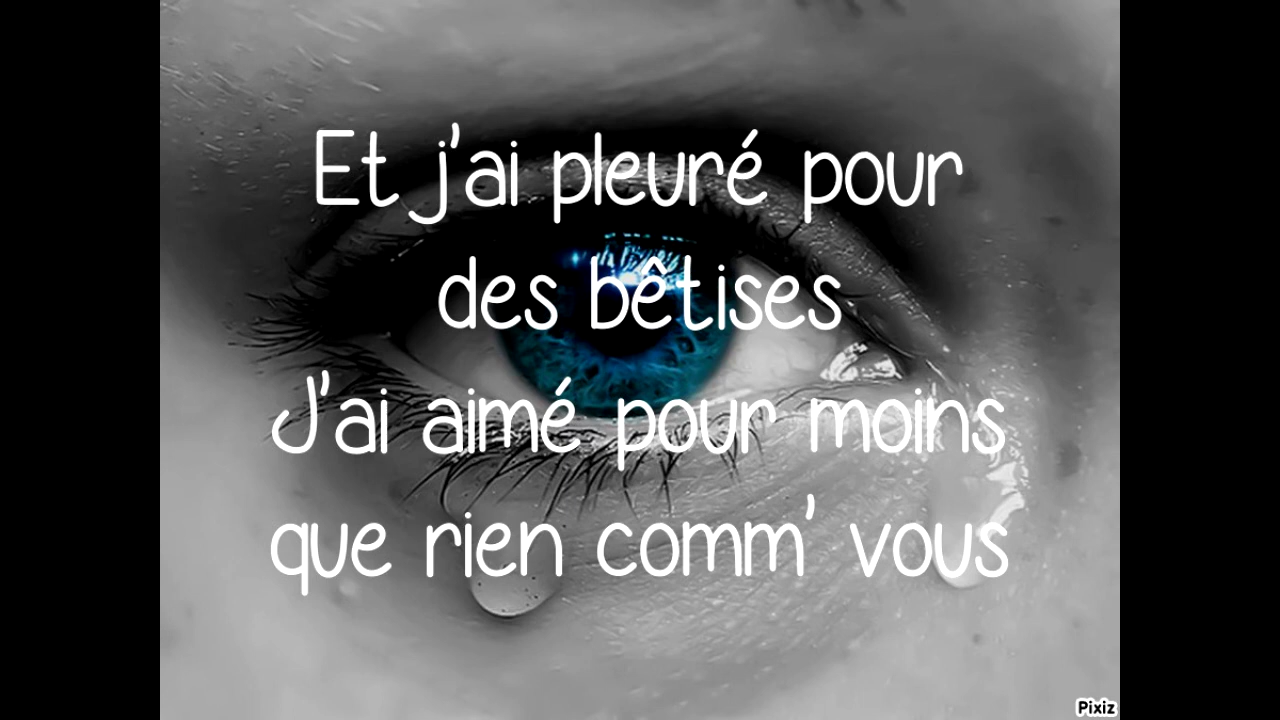 Et j'ai pleuré pour
des bêtises
J'ai aimé pour moins
que rien comm' vous
Pixiz